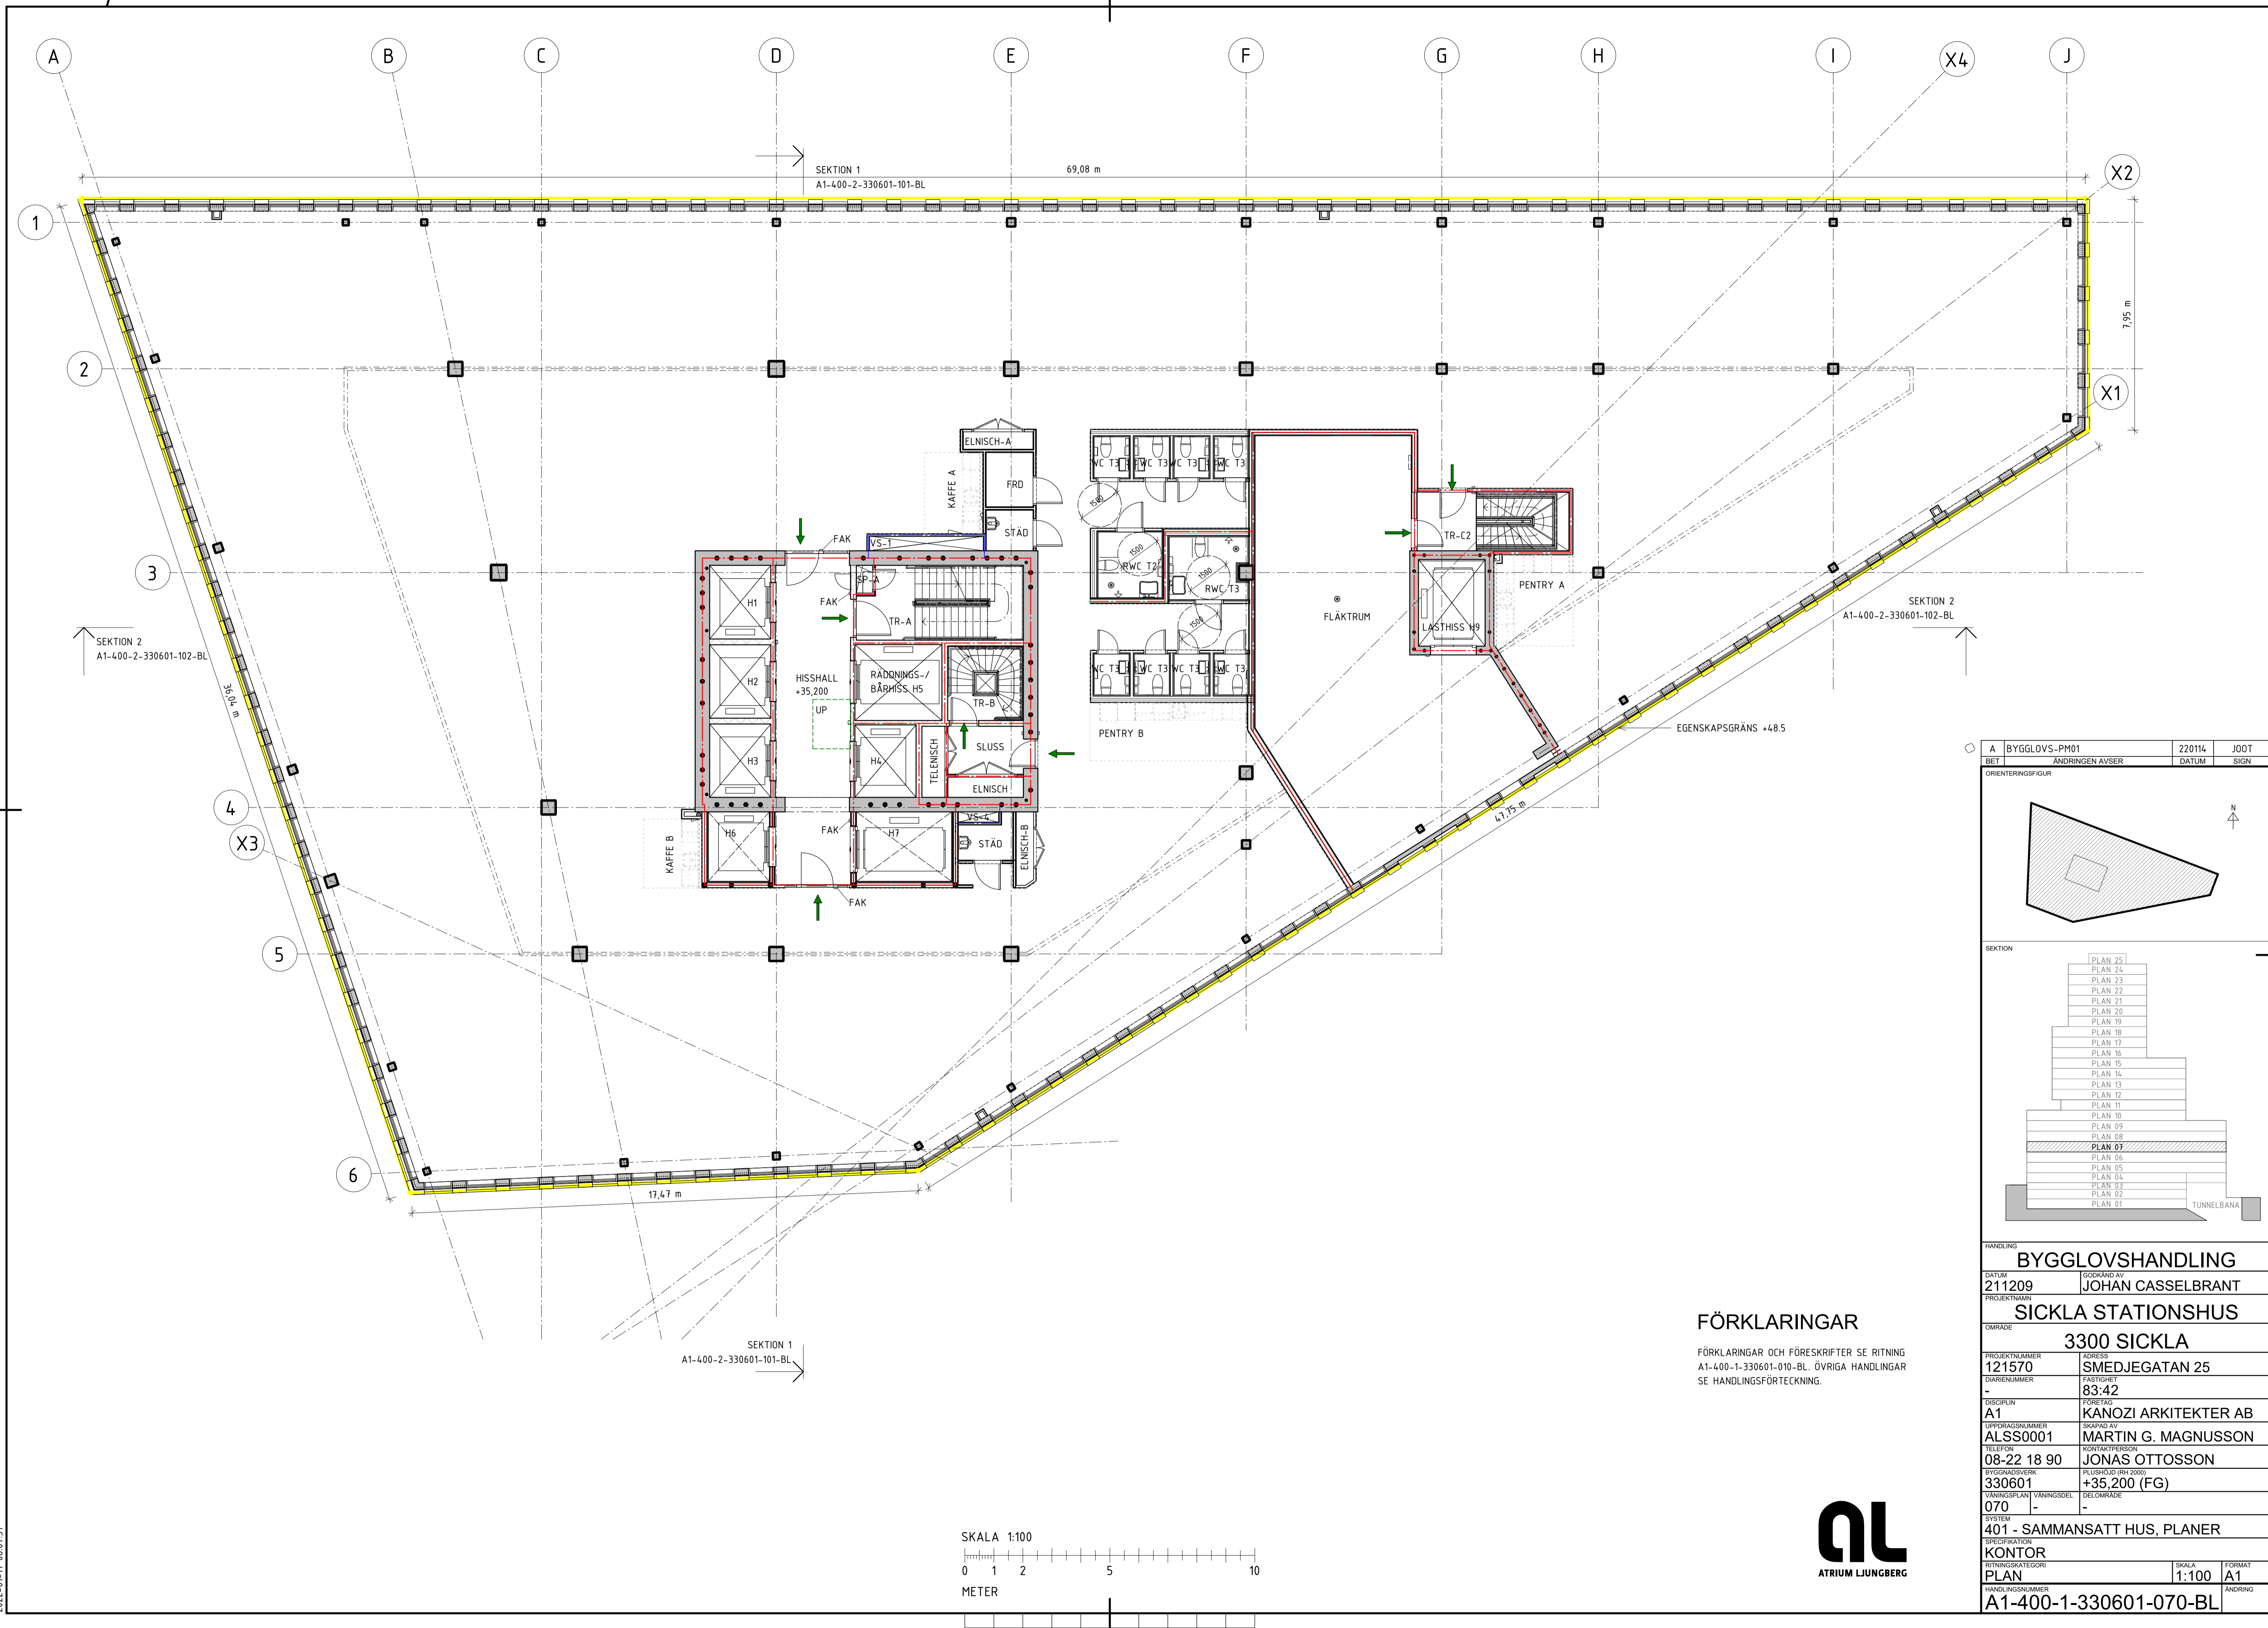 A
B
C
D
E
F
G
H
I
X4
J
X2
SEKTION 1
A1-400-2-330601-101-BL
69,08 m
1
7,95 m
2
X1
ELNISCH-A
KAFFE A
FRD
STÄD
WC T3
WC T3
WC T3
WC T3
1500
1500
RWC T2
1500
RWC T3
1500
WC T3
WC T3
WC T3
WC T3
PENTRY B
TR-C2
PENTRY A
LASTHISS H9
FLÄKTRUM
3
FAK
VS-1
SP-A
FAK
H1
TR-A
SEKTION 2
A1-400-2-330601-102-BL
SEKTION 2
A1-400-2-330601-102-BL
36,04 m
H2
HISSHALL
+35,200
UP
RÄDDNINGS-/
BÅRHISS H5
TR-B
H3
H4
TELENISCH
SLUSS
ELNISCH
EGENSKAPSGRÄNS +48.5
47,75 m
4
X3
KAFFE B
H6
FAK
H7
VS-4
STÄD
ELNISCH-B
FAK
5
6
17,47 m
SEKTION 1
A1-400-2-330601-101-BL
FÖRKLARINGAR
FÖRKLARINGAR OCH FÖRESKRIFTER SE RITNING
A1-400-1-330601-010-BL. ÖVRIGA HANDLINGAR
SE HANDLINGSFÖRTECKNING.
SKALA 1:100
0 1 2 5 10
METER
ATRIUM LJUNGBERG
A BYGGLOVS-PM01 220114 JOOT
BET ÄNDRINGEN AVSER DATUM SIGN
ORIENTERINGSFIGUR
N
SEKTION
PLAN 25
PLAN 24
PLAN 23
PLAN 22
PLAN 21
PLAN 20
PLAN 19
PLAN 18
PLAN 17
PLAN 16
PLAN 15
PLAN 14
PLAN 13
PLAN 12
PLAN 11
PLAN 10
PLAN 09
PLAN 08
PLAN 07
PLAN 06
PLAN 05
PLAN 04
PLAN 03
PLAN 02
PLAN 01
TUNNELBANA
HANDLING
BYGGLOVSHANDLING
DATUM GODKÄND AV
211209 JOHAN CASSELBRANT
PROJEKTNAMN
SICKLA STATIONSHUS
OMRÅDE
3300 SICKLA
PROJEKTNUMMER ADRESS
121570 SMEDJEGATAN 25
DIARIENUMMER FASTIGHET
- 83:42
DISCIPLIN FÖRETAG
A1 KANOZI ARKITEKTER AB
UPPDRAGSNUMMER SKAPAD AV
ALSS0001 MARTIN G. MAGNUSSON
TELEFON KONTAKTPERSON
08-22 18 90 JONAS OTTOSSON
BYGGNADSVERK PLUSHÖJD (RH 2000)
330601 +35,200 (FG)
VÅNINGSPLAN VÅNINGSDEL DELOMRÅDE
070 - -
SYSTEM
401 - SAMMANSATT HUS, PLANER
SPECIFIKATION
KONTOR
RITNINGSKATEGORI SKALA FORMAT
PLAN 1:100 A1
HANDLINGSNUMMER ÄNDRING
A1-400-1-330601-070-BL